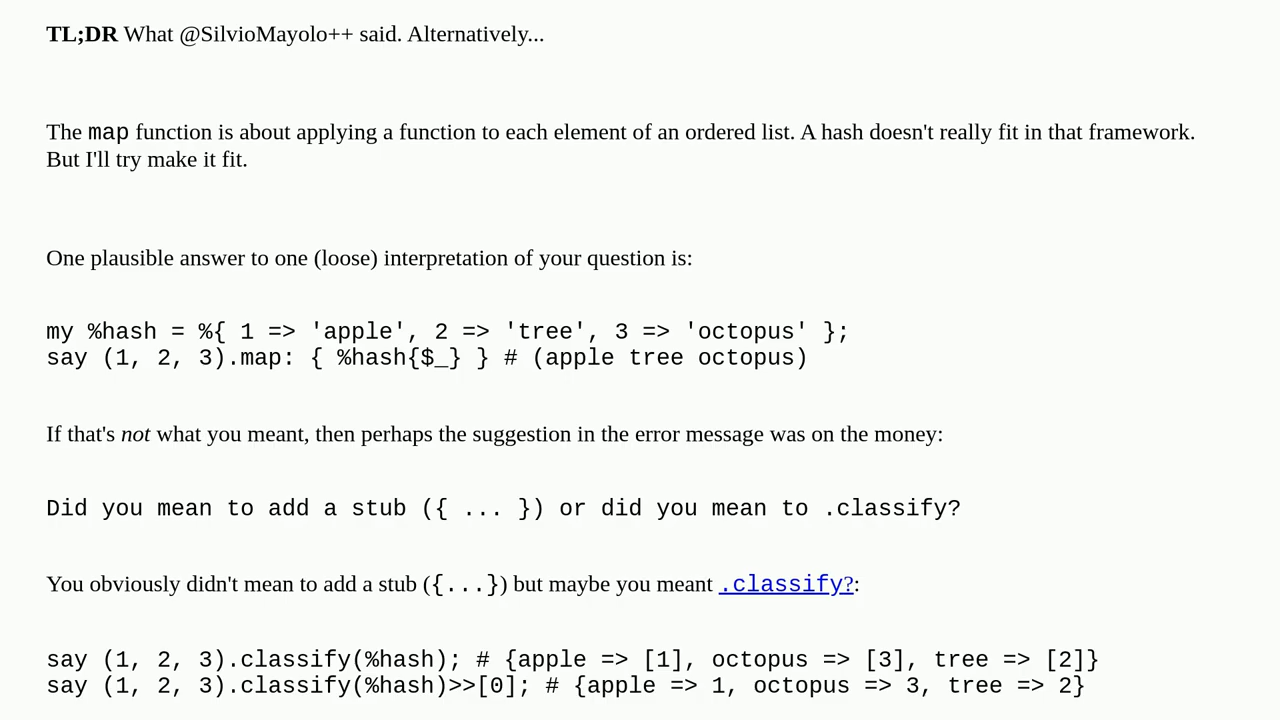 TL;DR What @SilvioMayolo++ said. Alternatively...
The map function is about applying a function to each element of an ordered list. A hash doesn't really fit in that framework.
But I'll try make it fit.
One plausible answer to one (loose) interpretation of your question is:
my %hash = %{ 1 => 'apple', 2 => 'tree', 3 => 'octopus' };
say (1, 2, 3).map: { %hash{$_} } # (apple tree octopus)
If that's not what you meant, then perhaps the suggestion in the error message was on the money:
Did you mean to add a stub ({ ... }) or did you mean to .classify?
You obviously didn't mean to add a stub ({...}) but maybe you meant .classify?:
say (1, 2, 3).classify(%hash); # {apple => [1], octopus => [3], tree => [2]}
say (1, 2, 3).classify(%hash)>>[0]; # {apple => 1, octopus => 3, tree => 2}